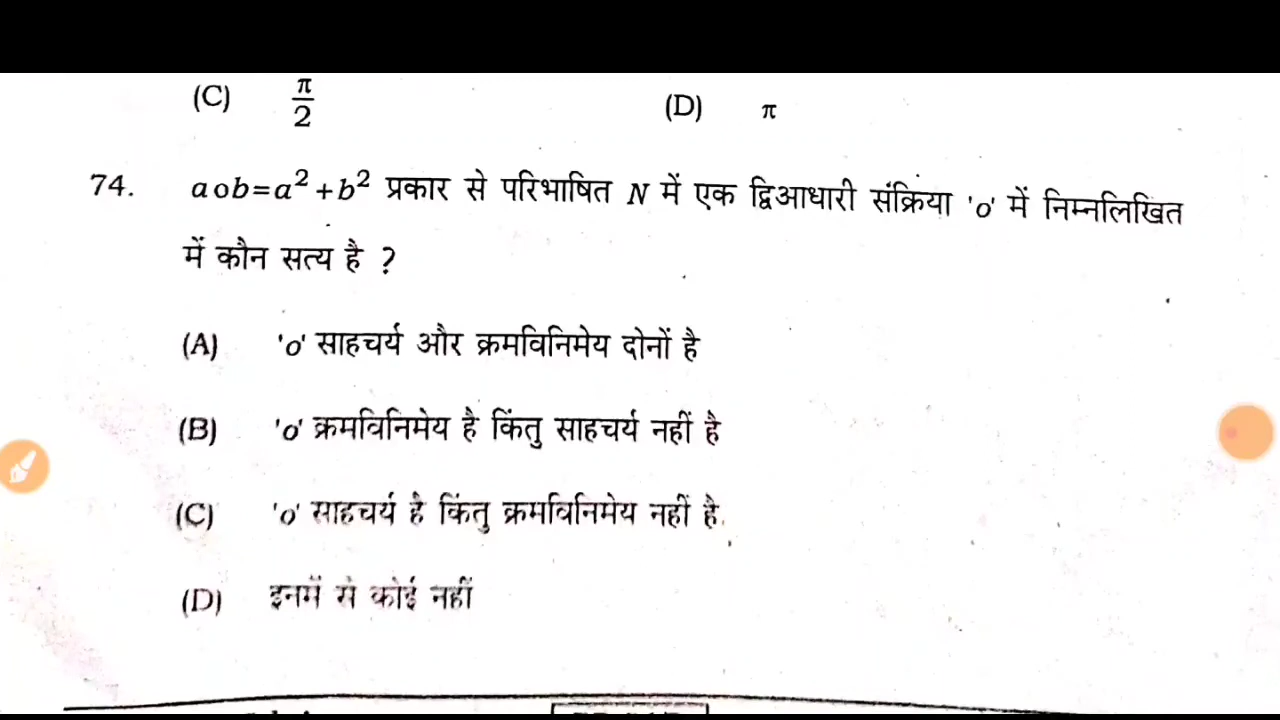 (C) π/2 (D) π
74. aob=a²+b² प्रकार से परिभाषित N में एक द्विआधारी संक्रिया 'o' में निम्नलिखित
में कौन सत्य है ?
(A) 'o' साहचर्य और क्रमविनिमेय दोनों है
(B) 'o' क्रमविनिमेय है किंतु साहचर्य नहीं है
(C) 'o' साहचर्य है किंतु क्रमविनिमेय नहीं है
(D) इनमें से कोई नहीं